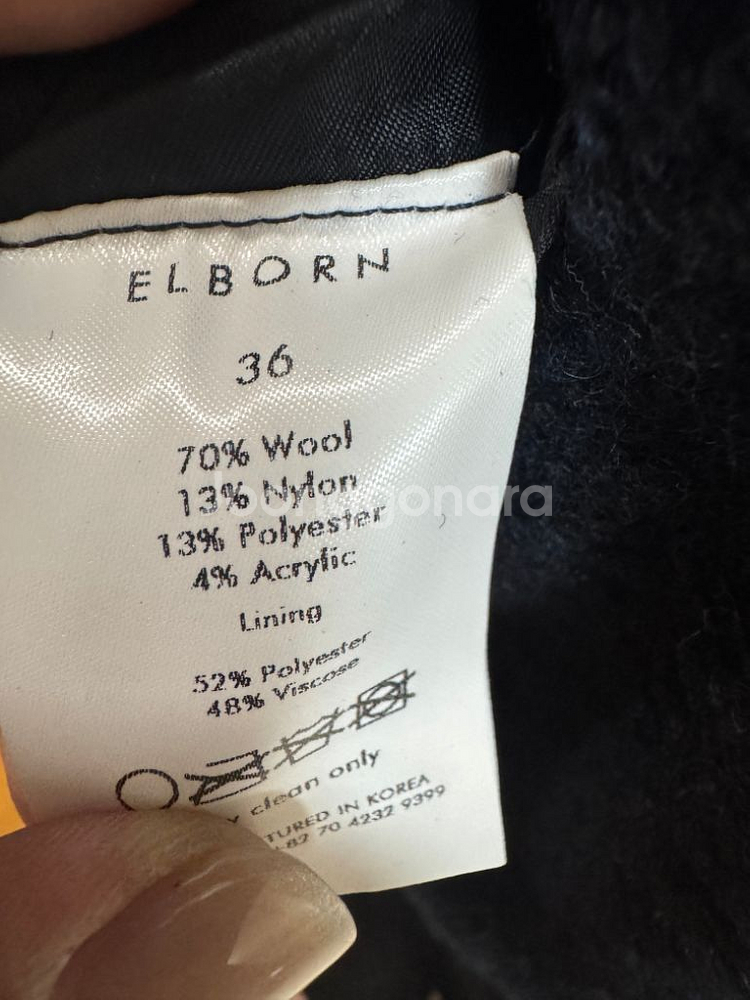 ELBORN
36
70% Wool
13% Nylon
13% Polyester
4% Acrylic
Lining
52% Polyester
48% Viscose
clean only
IN KOREA
82 70 4232 9399